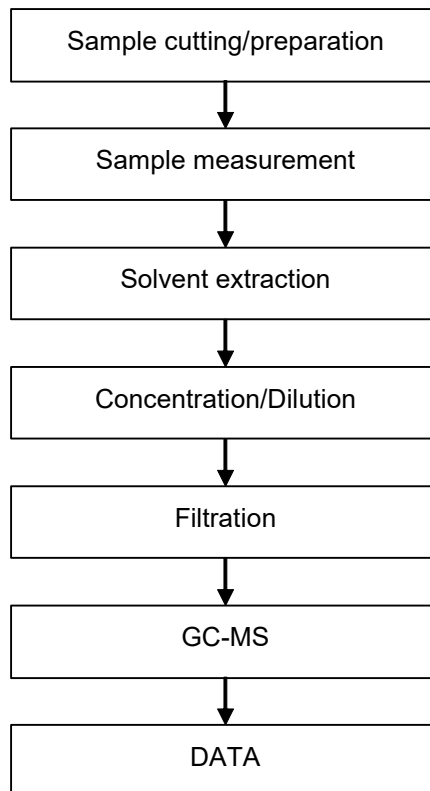 Sample cutting/preparation
Sample measurement
Solvent extraction
Concentration/Dilution
Filtration
GC-MS
DATA